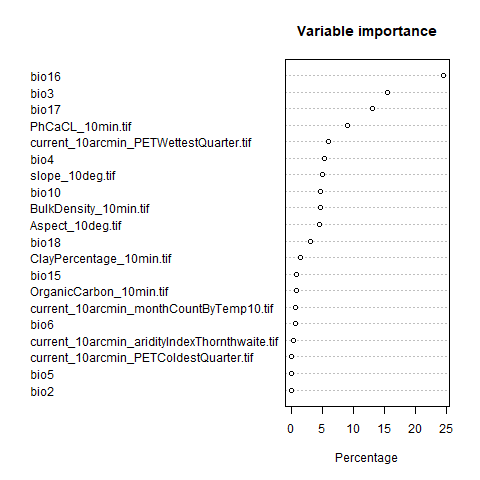 Variable importance
bio16
bio3
bio17
PhCaCL_10min.tif
current_10arcmin_PETWettestQuarter.tif
bio4
slope_10deg.tif
bio10
BulkDensity_10min.tif
Aspect_10deg.tif
bio18
ClayPercentage_10min.tif
bio15
OrganicCarbon_10min.tif
current_10arcmin_monthCountByTemp10.tif
bio6
current_10arcmin_aridityIndexThornthwaite.tif
current_10arcmin_PETColdestQuarter.tif
bio5
bio2
0 5 10 15 20 25
Percentage